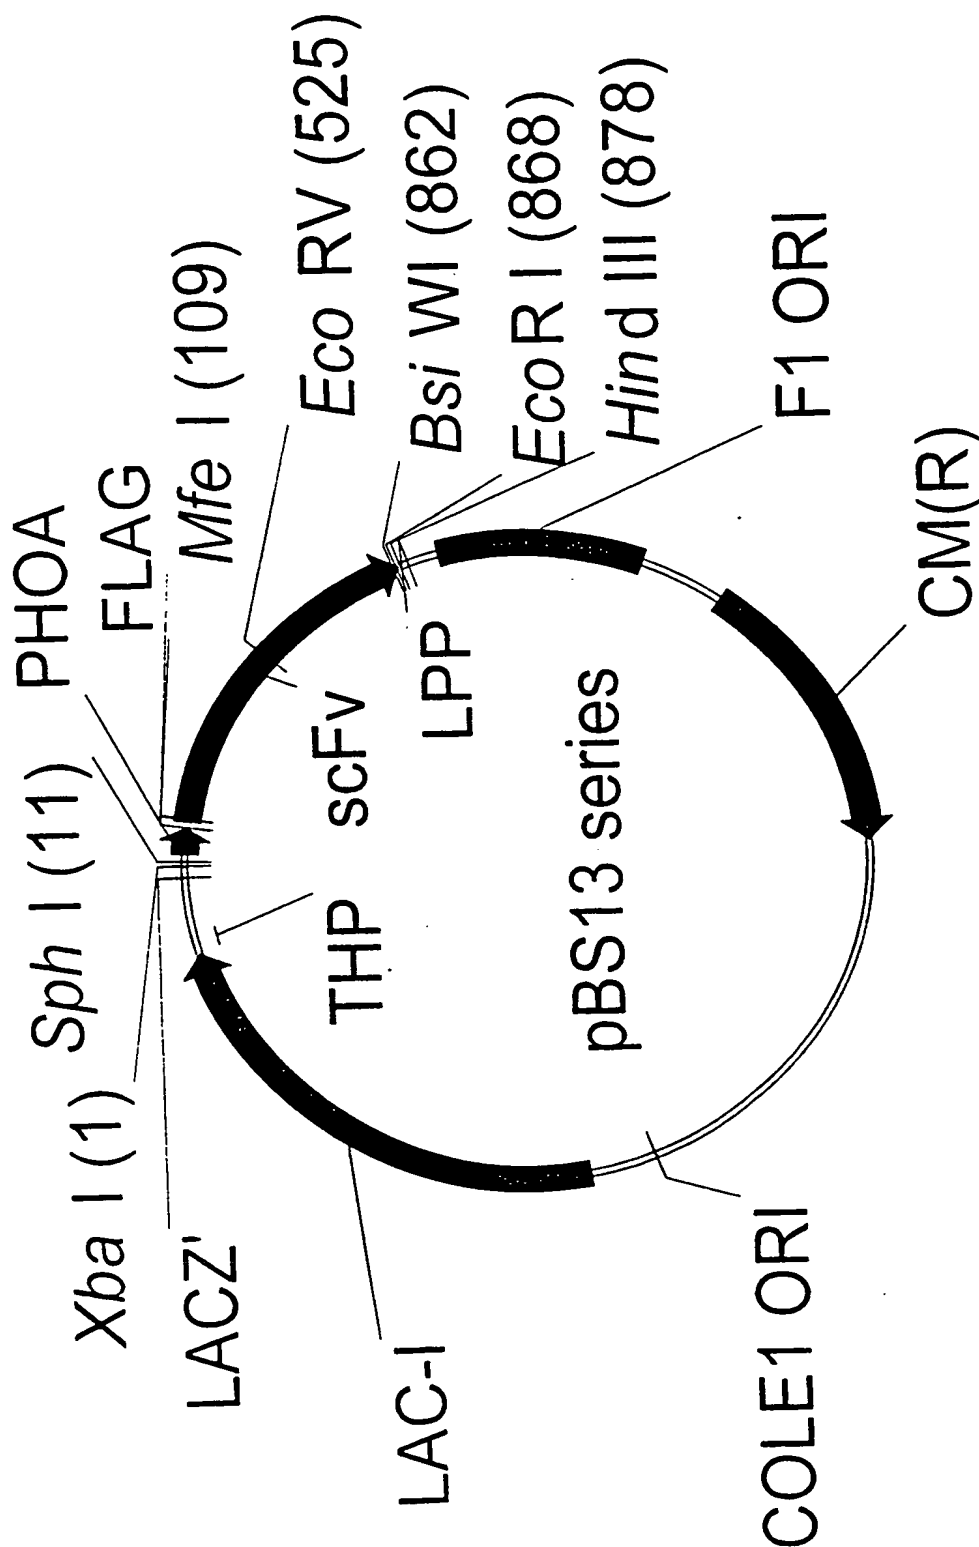 PHOA
FLAG
Sph I (11)
Mfe I (109)
Xba I (1)
Eco RV (525)
LACZ'
Bsi WI (862)
EcoR I (868)
Hind III (878)
THP
scFv
LPP
LAC-I
pBS13 series
F1 ORI
COLE1 ORI
CM(R)